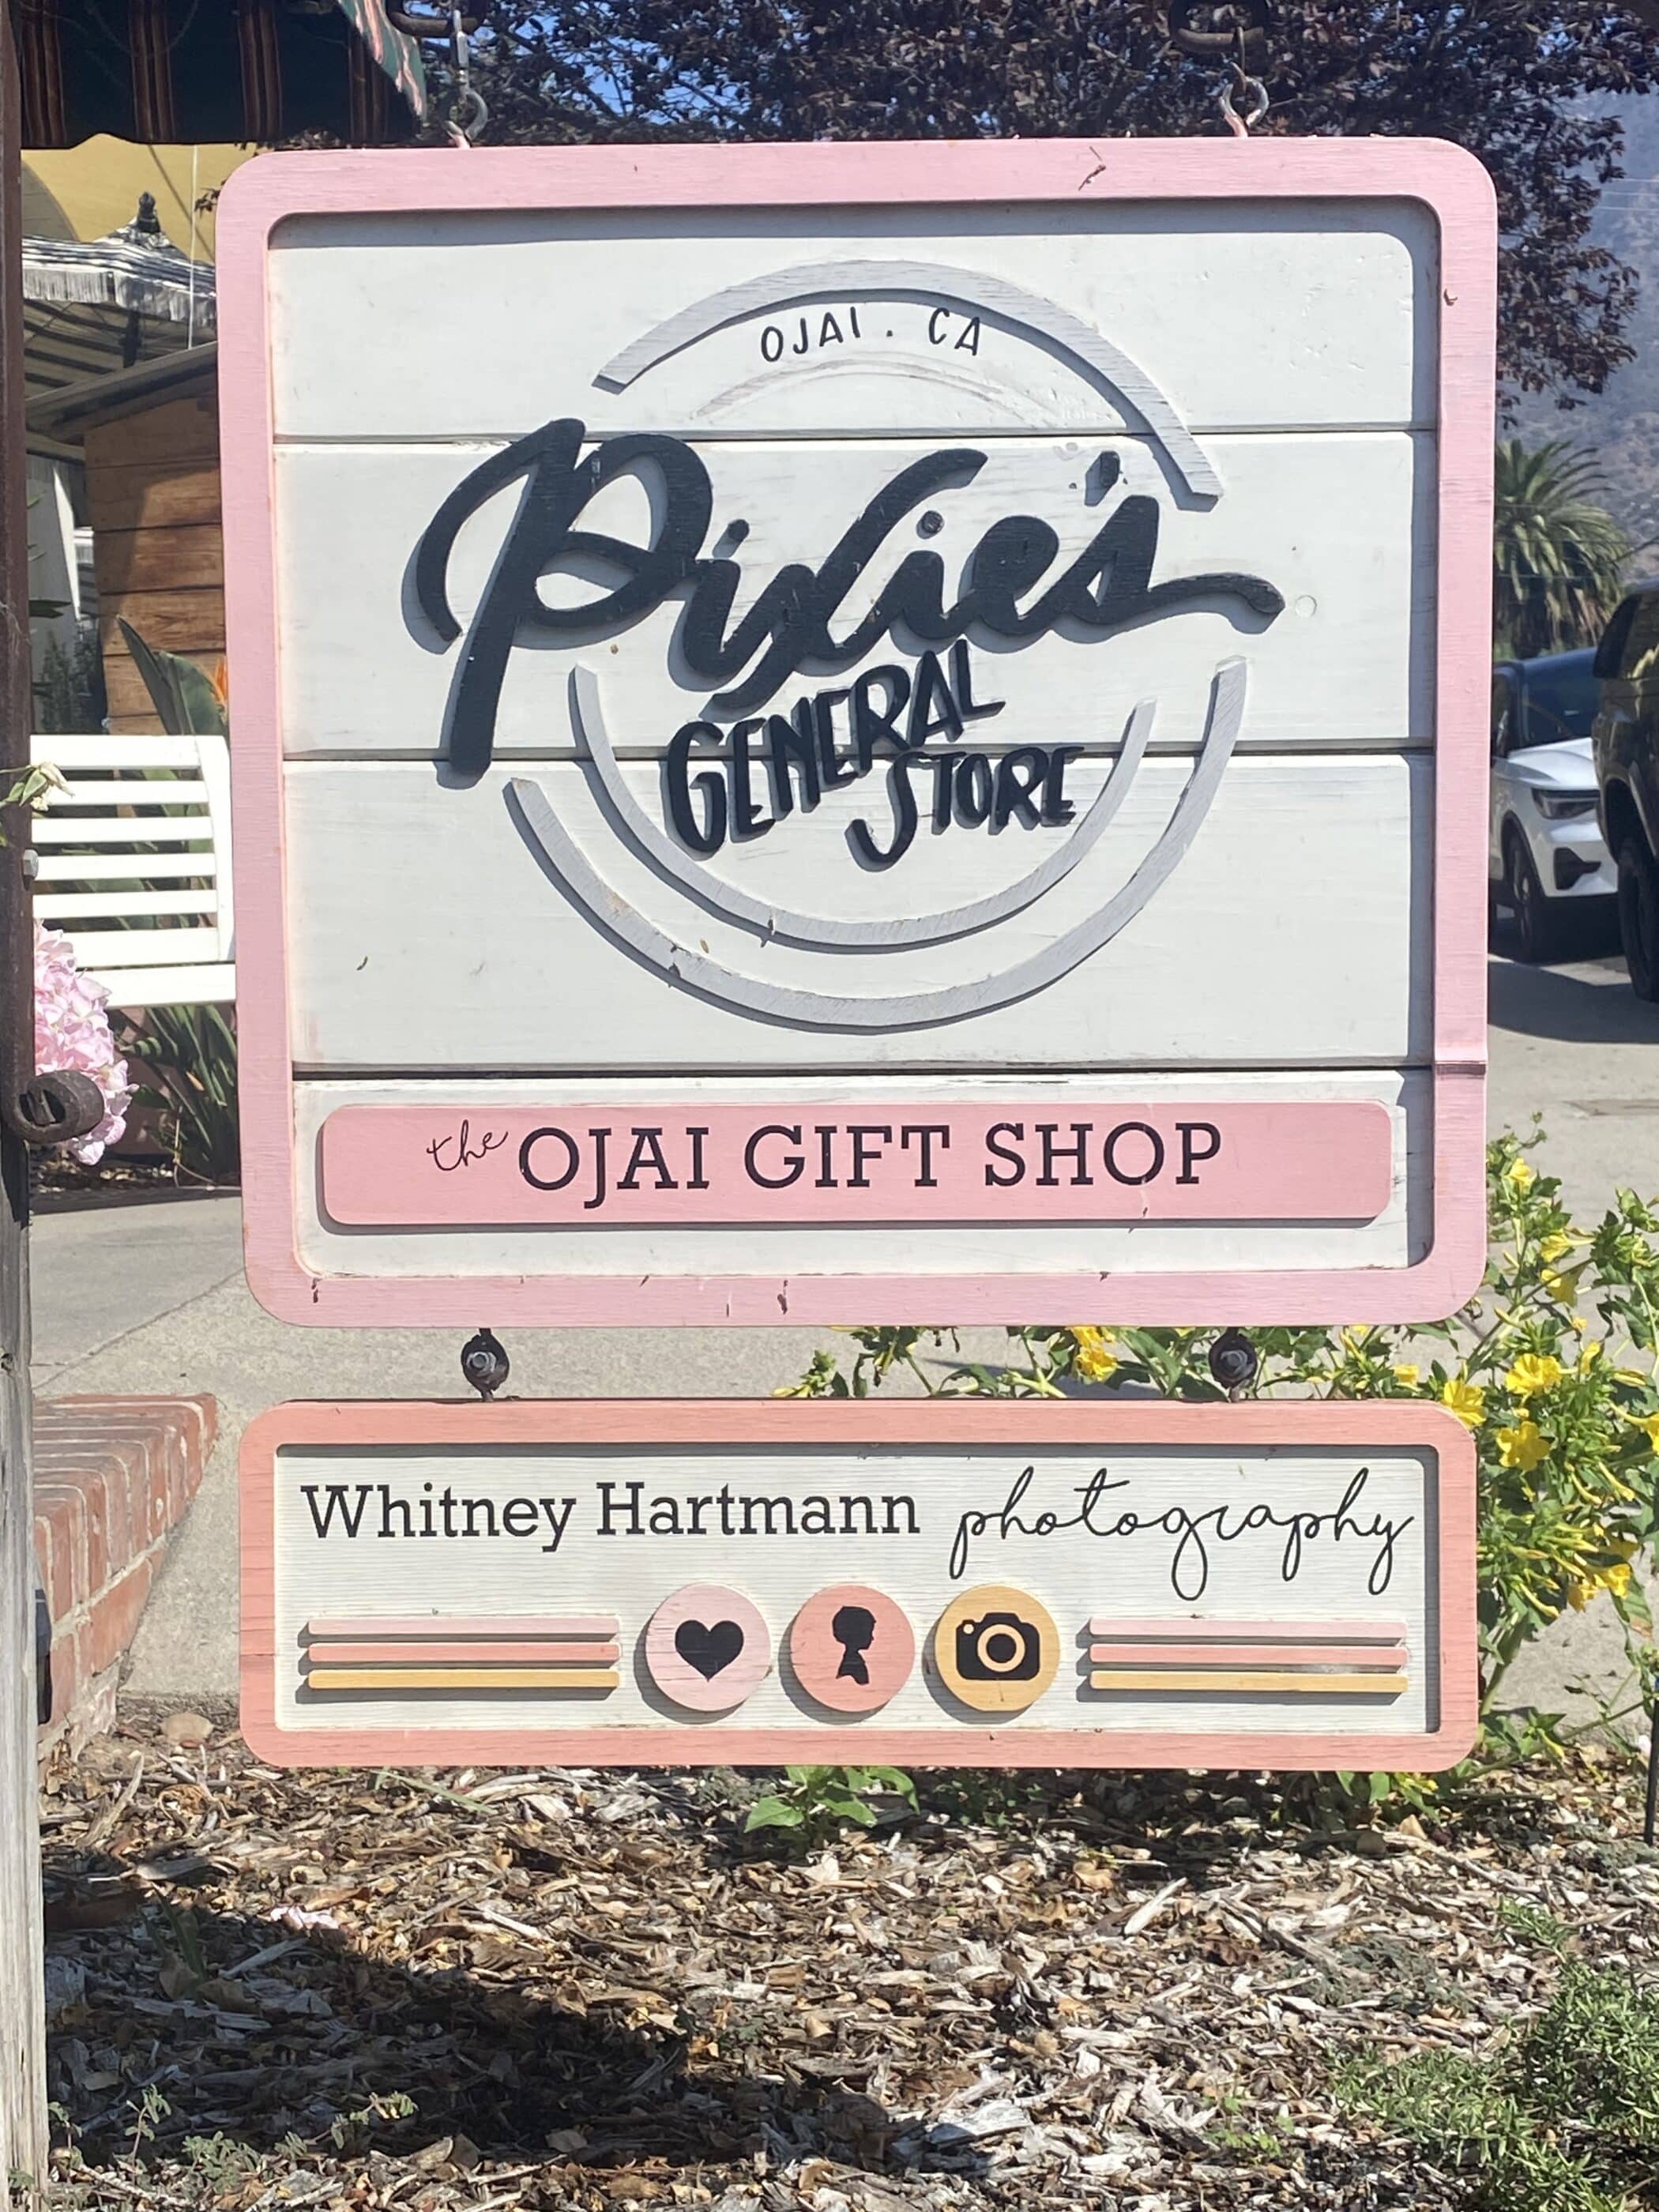 OJAI . CA
Pixie's
GENERAL
STORE
the OJAI GIFT SHOP
Whitney Hartmann photography